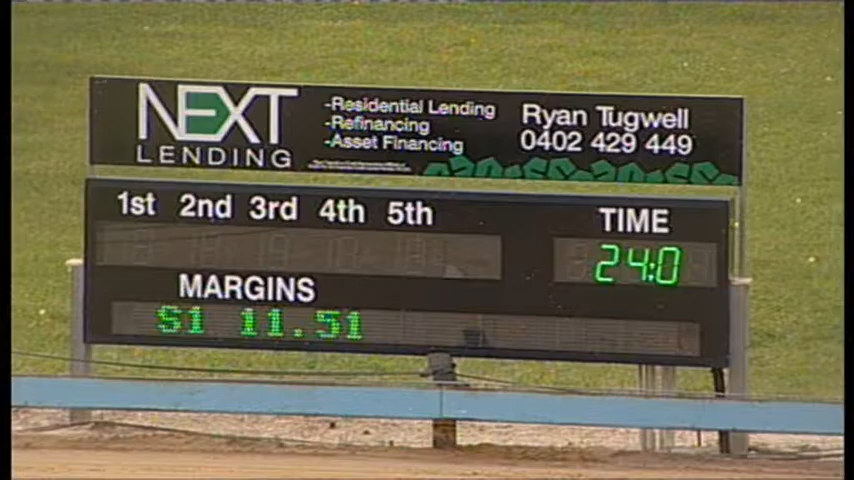 NEXT
LENDING
-Residential Lending
-Refinancing
-Asset Financing
Ryan Tugwell
0402 429 449
1st 2nd 3rd 4th 5th
TIME
24:0
MARGINS
S1 11.51